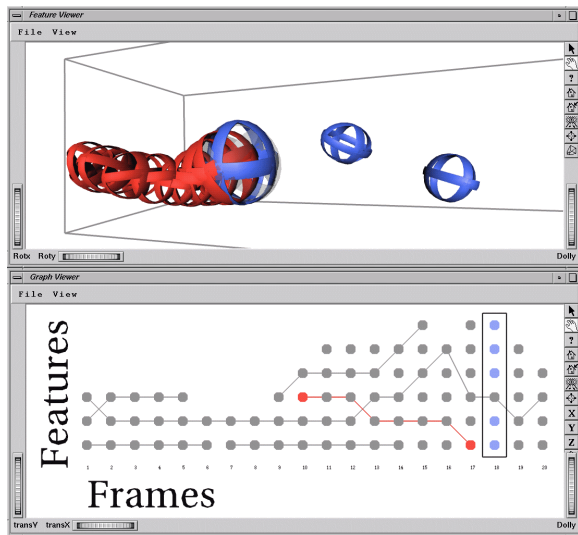 Feature Viewer
File View
?
Rotx Roty
Dolly
Graph Viewer
File View
?
X
Y
Z
Features
1 2 3 4 5 6 7 8 9 10 11 12 13 14 15 16 17 18 19 20
Frames
transY transX
Dolly